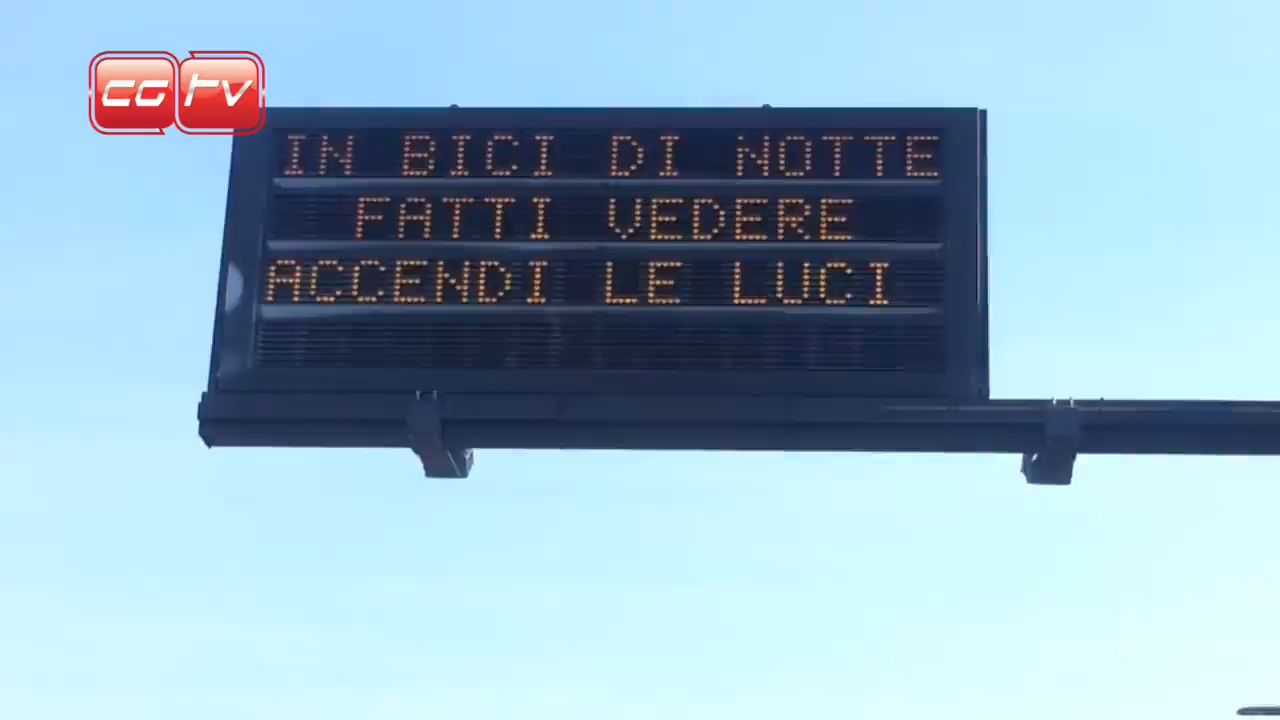 CG TV
IN BICI DI NOTTE
FATTI VEDERE
ACCENDI LE LUCI